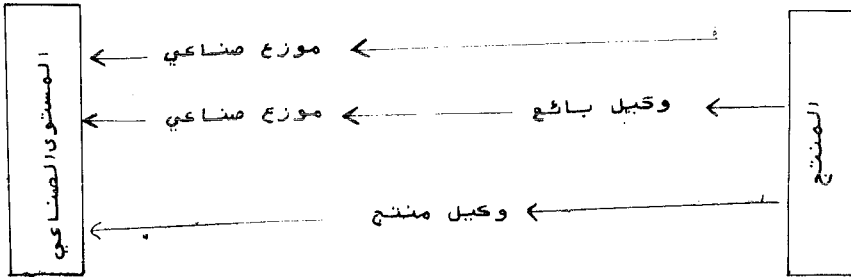 المنتج
موزع صناعي
وكيل بائع موزع صناعي
وكيل منتج
المستوى الصناعي